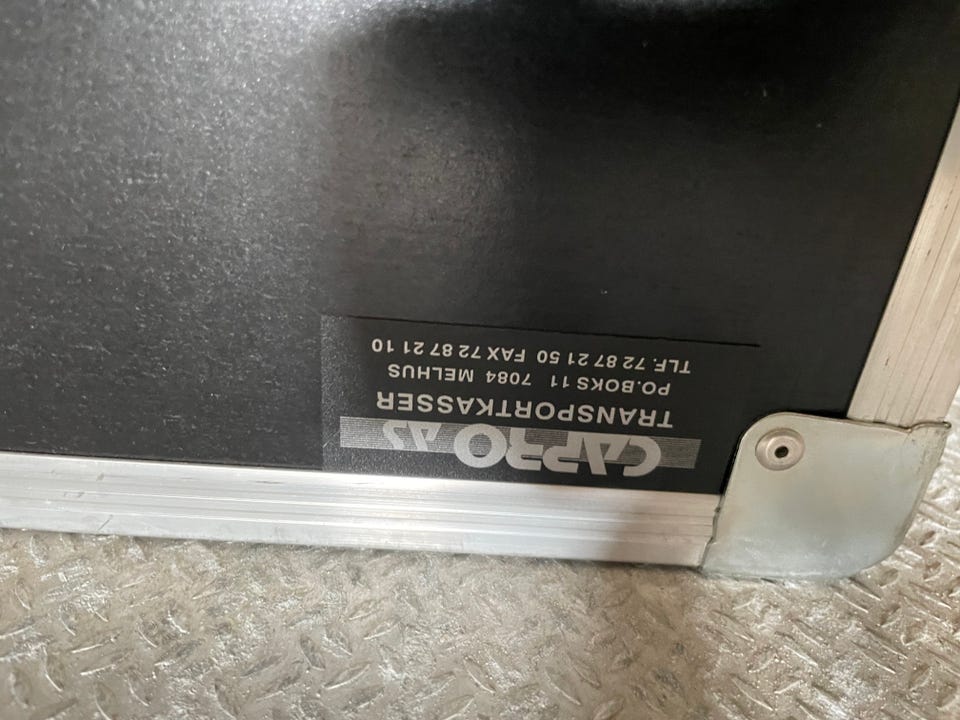 CAPRO AS
TRANSPORTKASSER
PO.BOKS 11 7084 MELHUS
TLF. 72 87 21 50 FAX 72 87 21 10